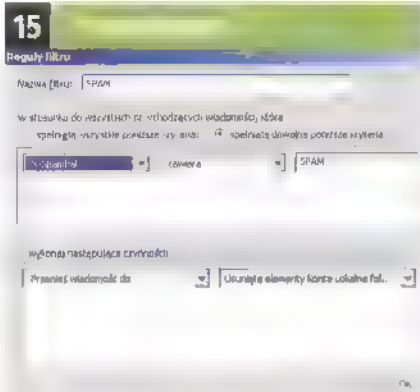 15
Reguły filtru
Nazwa filtru: SPAM
W stosunku do wszystkich przychodzących wiadomości, które
spełniają wszystkie poniższe kryteria spełniają dowolne poniższe kryteria
zawiera SPAM
Wykonaj następujące czynności:
Przenieś wiadomość do Usunięte elementy konta Lokalne fol..